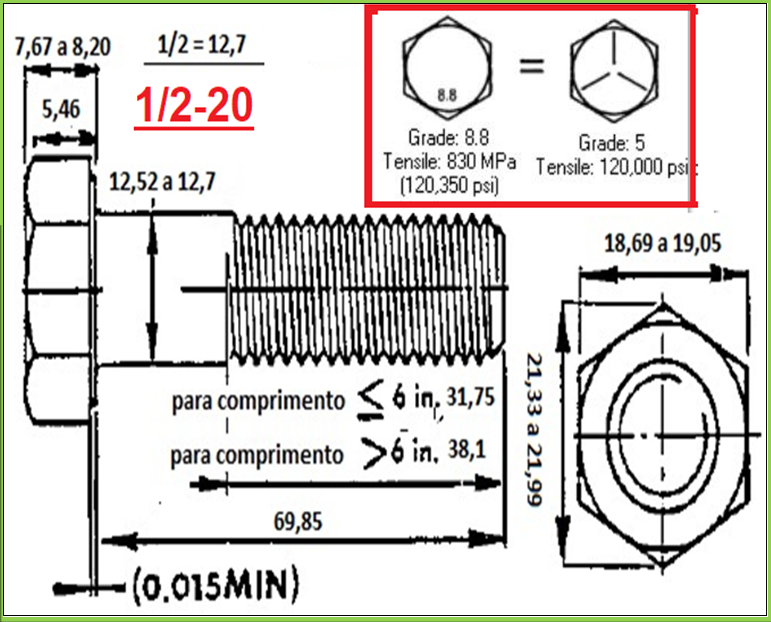 7,67 a 8,20
1/2 = 12,7
5,46
1/2-20
8.8
=
Grade: 8.8
Tensile: 830 MPa
(120,350 psi)
Grade: 5
Tensile: 120,000 psi
12,52 a 12,7
18,69 a 19,05
21,33 a 21,99
para comprimento ≤ 6 in, 31,75
para comprimento >6 in. 38,1
69,85
(0.015MIN)